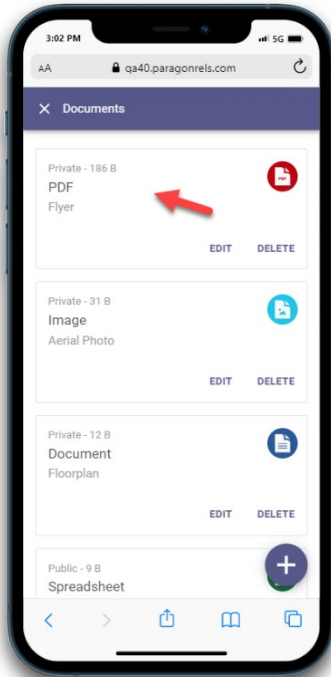 3:02 PM
5G
AA
qa40.paragonrels.com
Documents
Private - 186 B
PDF
PDF
Flyer
EDIT
DELETE
Private - 31 B
Image
Aerial Photo
EDIT
DELETE
Private - 12 B
Document
Floorplan
EDIT
DELETE
Public - 9 B
Spreadsheet